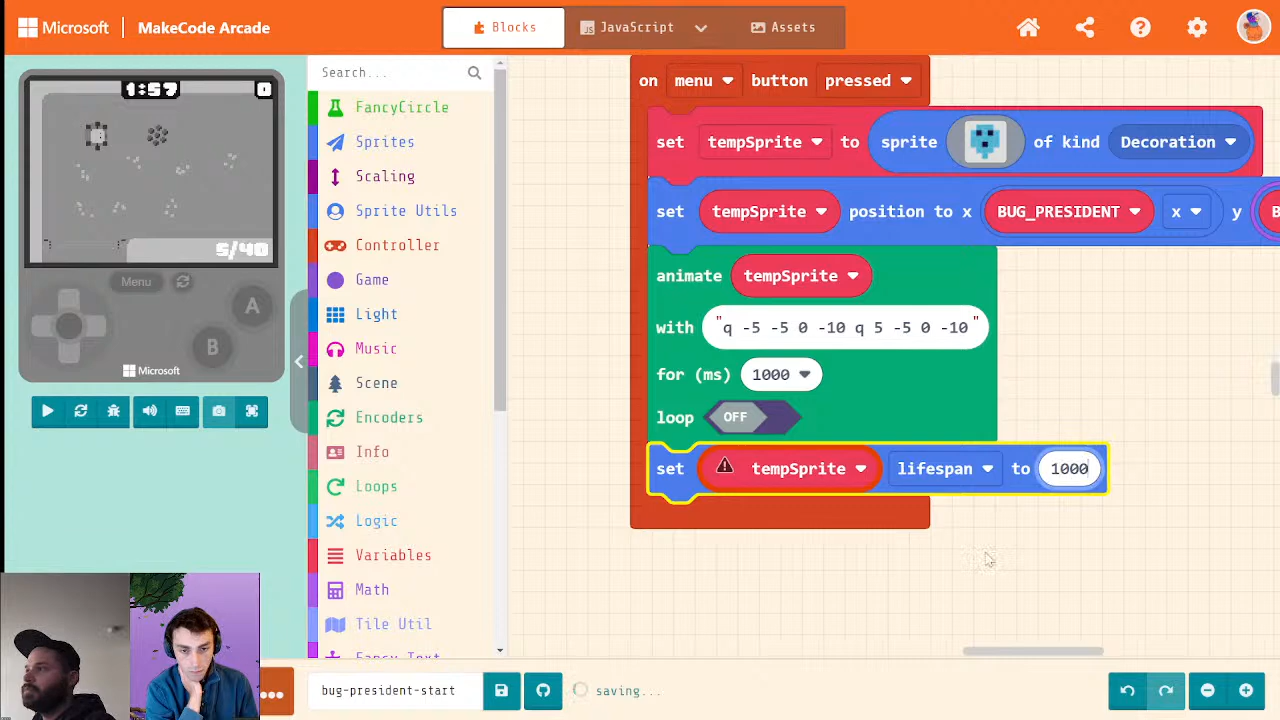 Microsoft | MakeCode Arcade
Blocks
JavaScript
Assets
1:57
0
5/40
Menu
A
B
Microsoft
Search...
FancyCircle
Sprites
Scaling
Sprite Utils
Controller
Game
Light
Music
Scene
Encoders
Info
Loops
Logic
Variables
Math
Tile Util
Fancy Text
on menu button pressed
set tempSprite to sprite of kind Decoration
set tempSprite position to x BUG_PRESIDENT x y
animate tempSprite
with "q -5 -5 0 -10 q 5 -5 0 -10"
for (ms) 1000
loop OFF
set tempSprite lifespan to 1000
bug-president-start
saving...